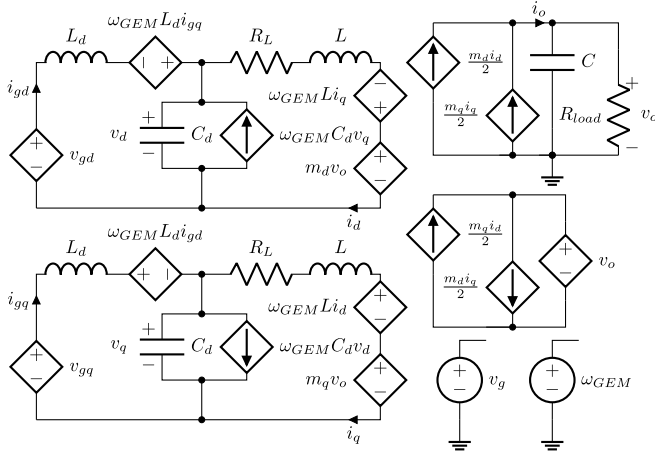 ω_GEM L_d i_gq
L_d
R_L
L
i_gd
v_gd
v_d
C_d
ω_GEM C_d v_q
ω_GEM L i_q
m_d v_o
i_d
i_o
m_d i_d / 2
m_q i_q / 2
C
R_load
v_o
ω_GEM L_d i_gd
L_d
R_L
L
i_gq
v_gq
v_q
C_d
ω_GEM C_d v_d
ω_GEM L i_d
m_q v_o
i_q
m_q i_d / 2
m_d i_q / 2
v_o
v_g
ω_GEM